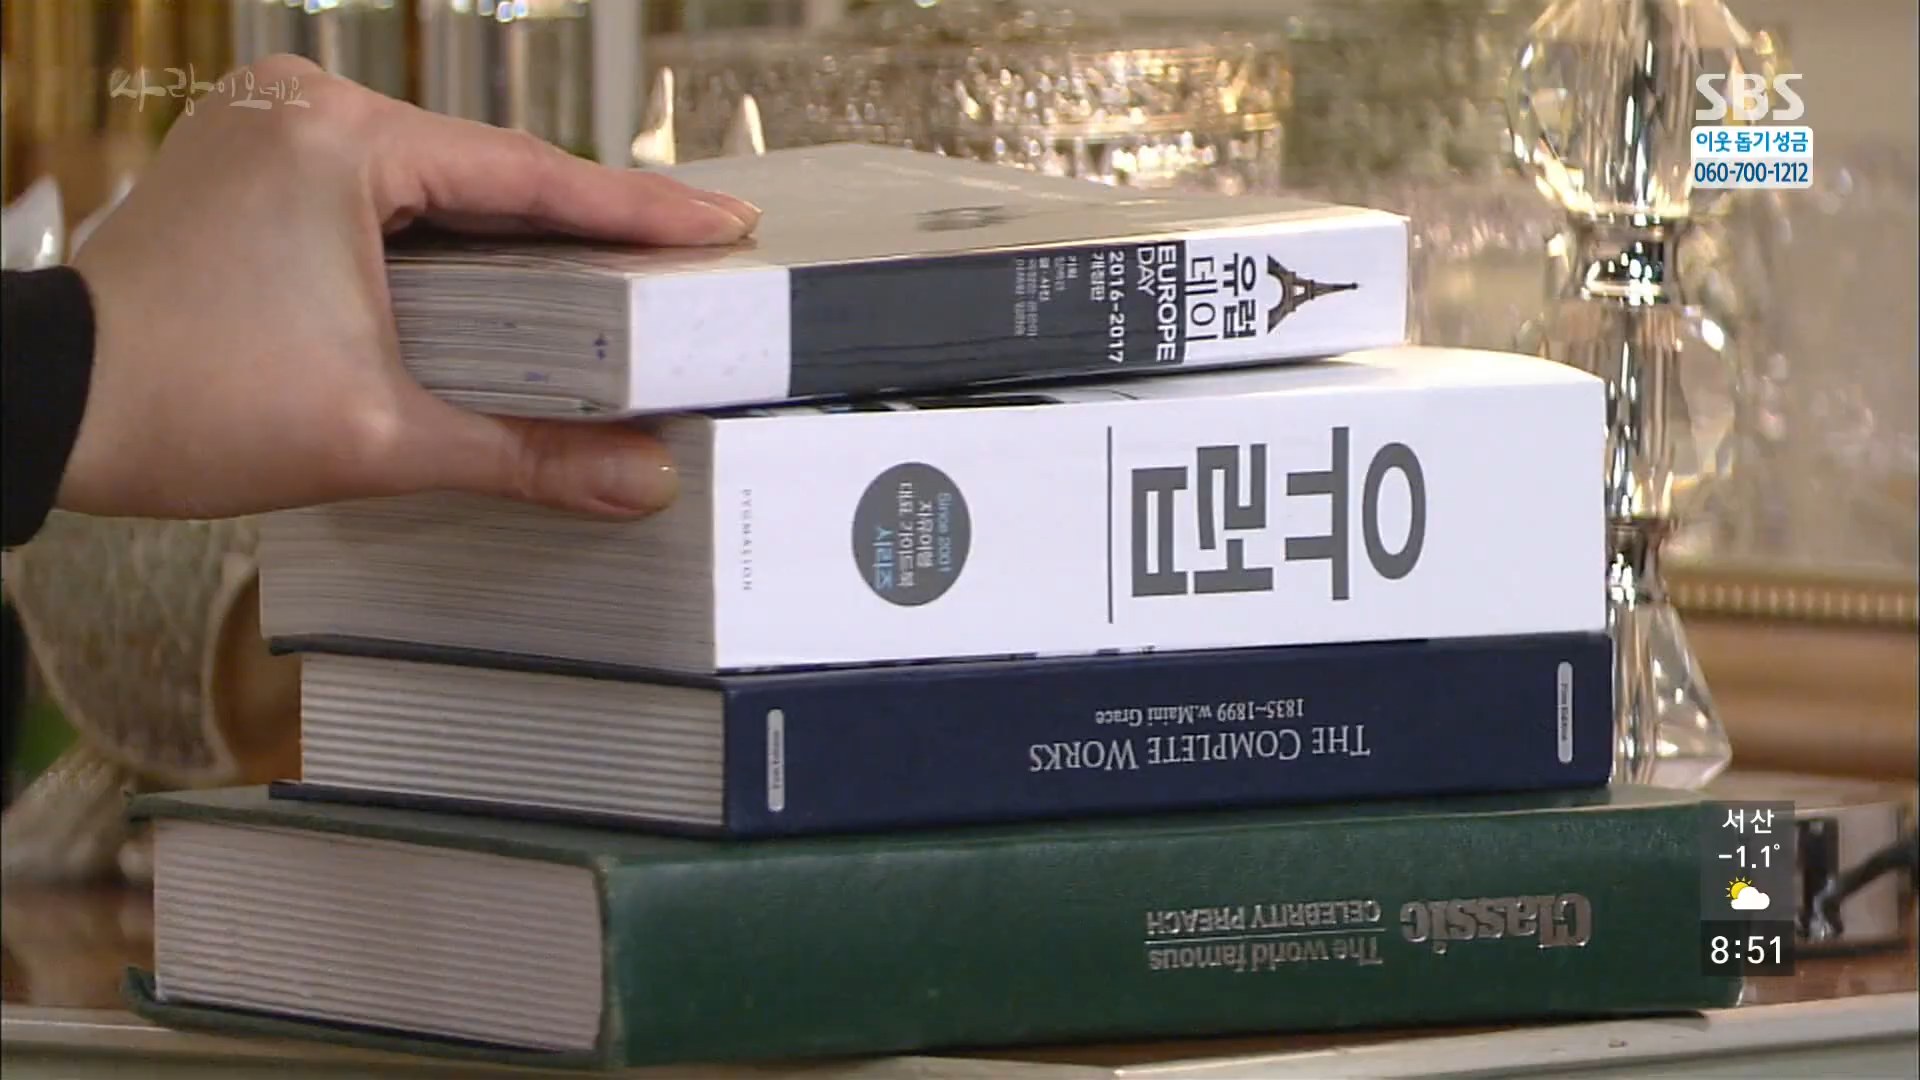 사랑이 오네요
SBS
이웃돕기성금
060-700-1212
유럽
데이
EUROPE
DAY
2016-2017
개정판
유럽
Since 2001
자유여행
대표 가이드북
시리즈
PYGMALION
1835~1899 w.Maini Grace
THE COMPLETE WORKS
Classic
CELEBRITY PREACH
The world famous
서산
-1.1°
8:51